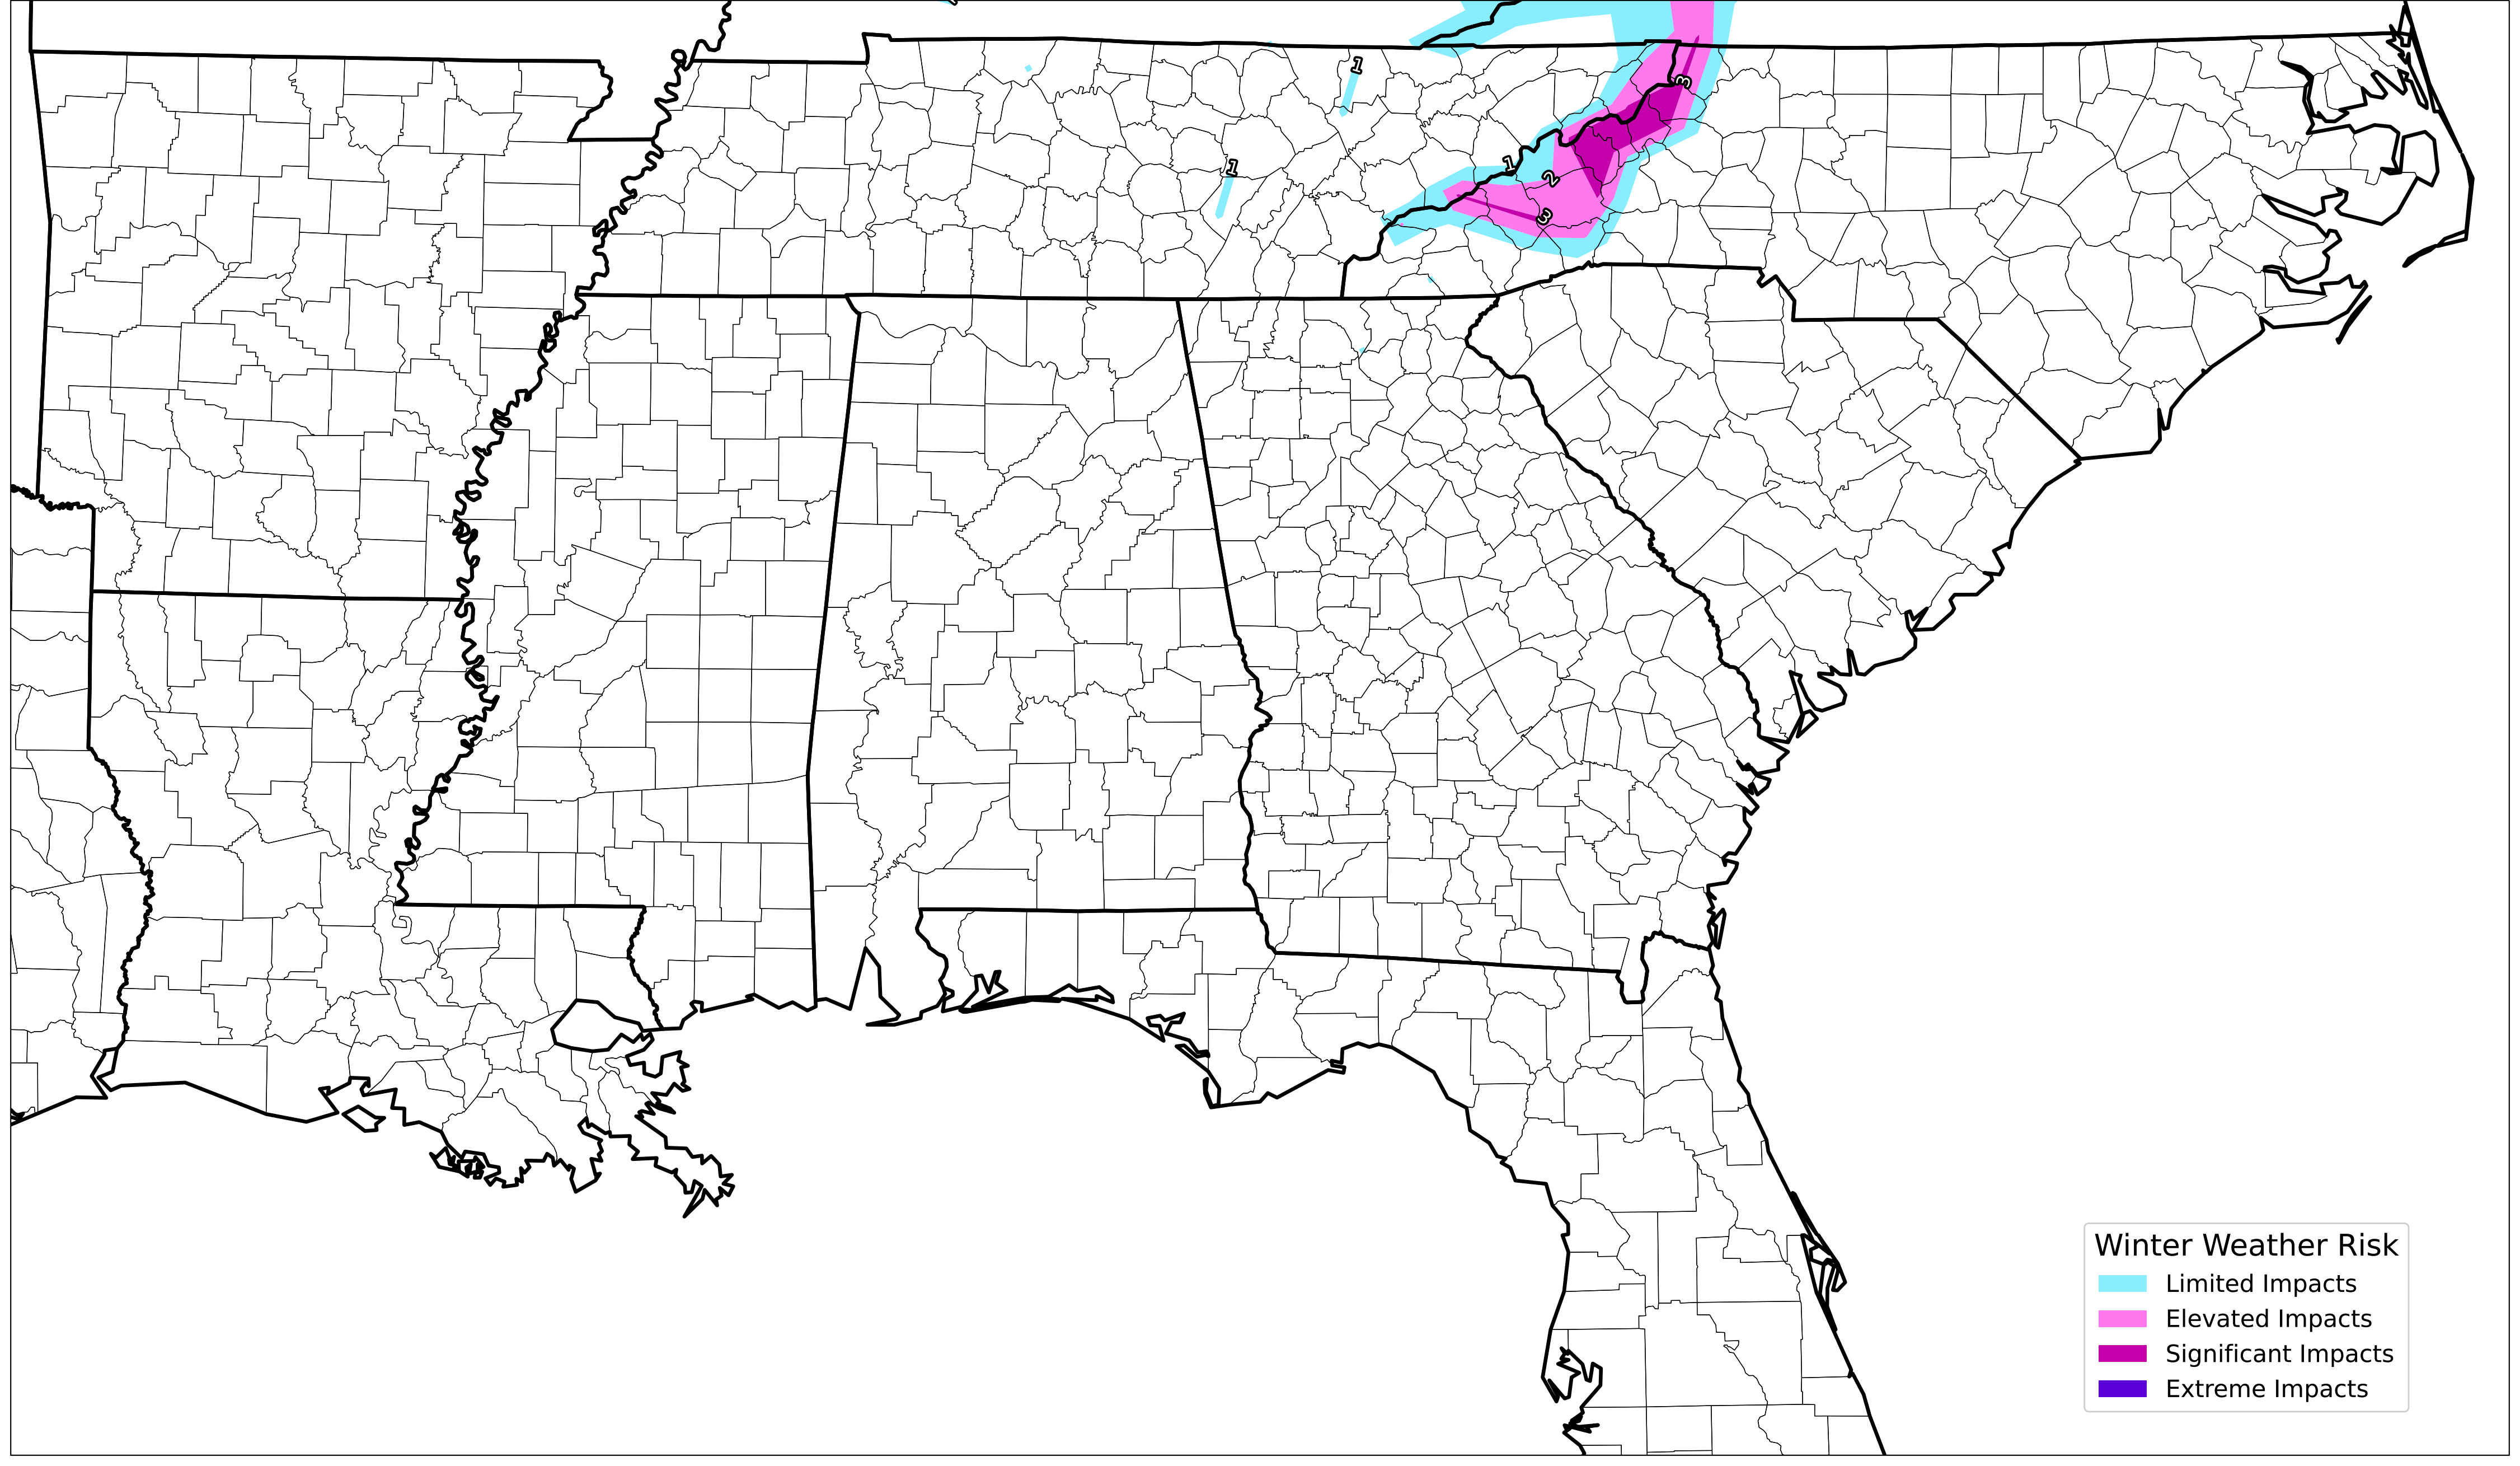 1
3
1
1
2
3
Winter Weather Risk
Limited Impacts
Elevated Impacts
Significant Impacts
Extreme Impacts